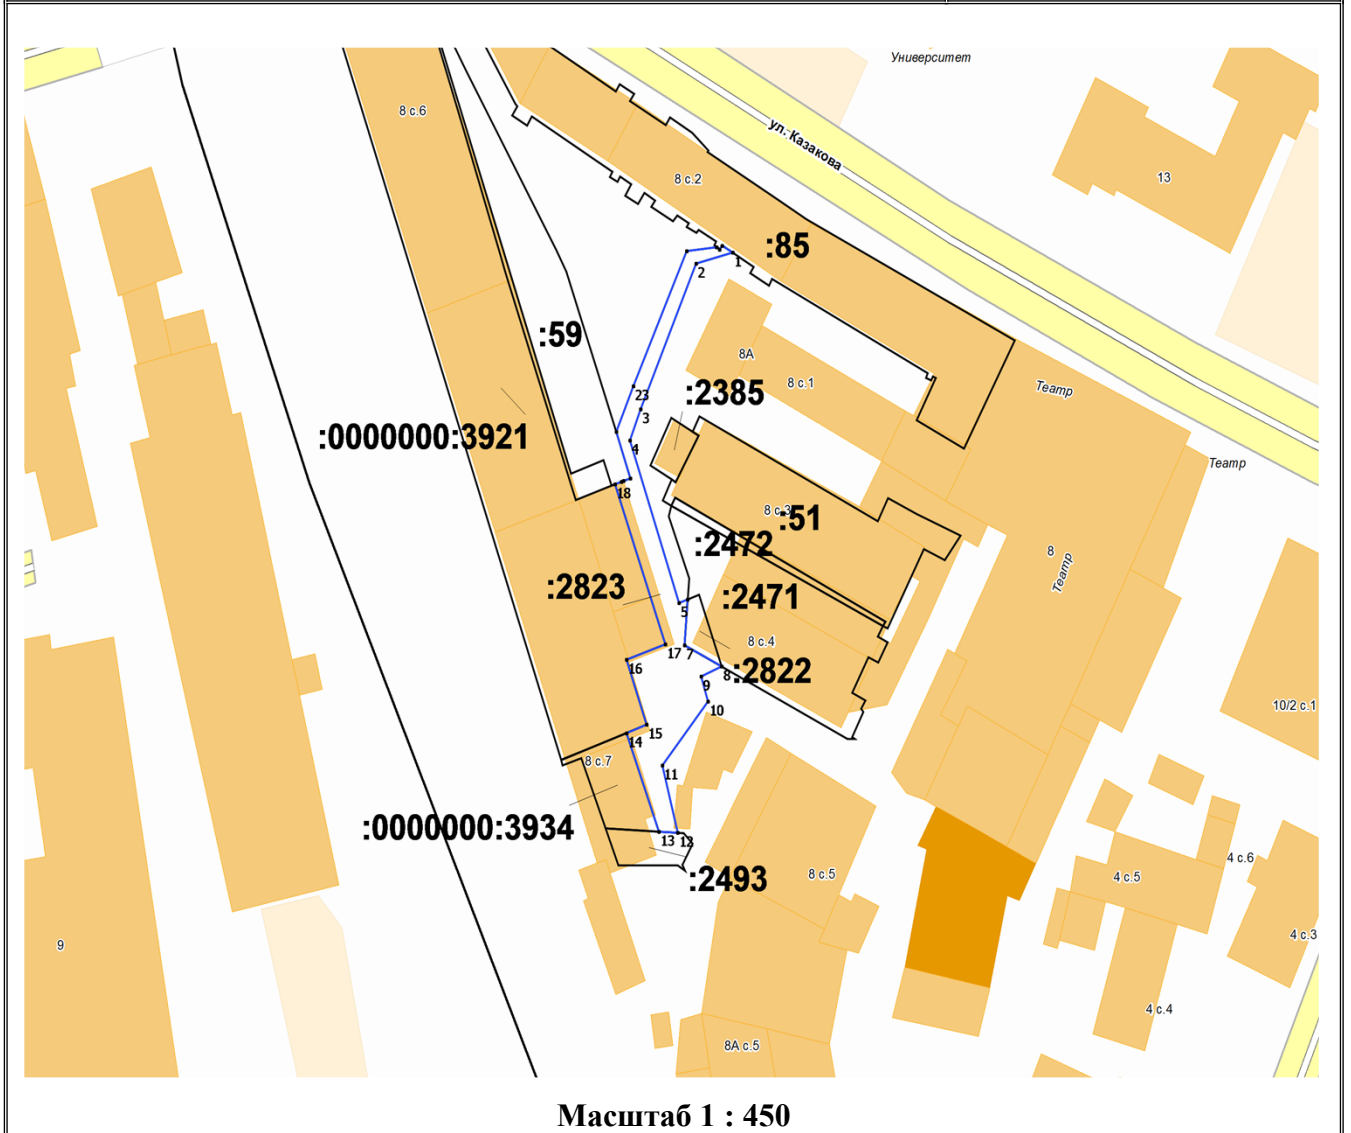 Университет
8 с.6
ул. Казакова
8 с.2
13
:85
1
2
:59
8А
8 с.1
Театр
23
:2385
3
:0000000:3921
4
Театр
18
8 с.3
:51
:2472
8
Театр
:2823
:2471
5
8 с.4
7
17
16
8
:2822
9
10
10/2 с.1
15
14
8 с.7
11
:0000000:3934
13
12
4 с.6
8 с.5
4 с.5
:2493
9
4 с.3
4 с.4
8А с.5
Масштаб 1 : 450